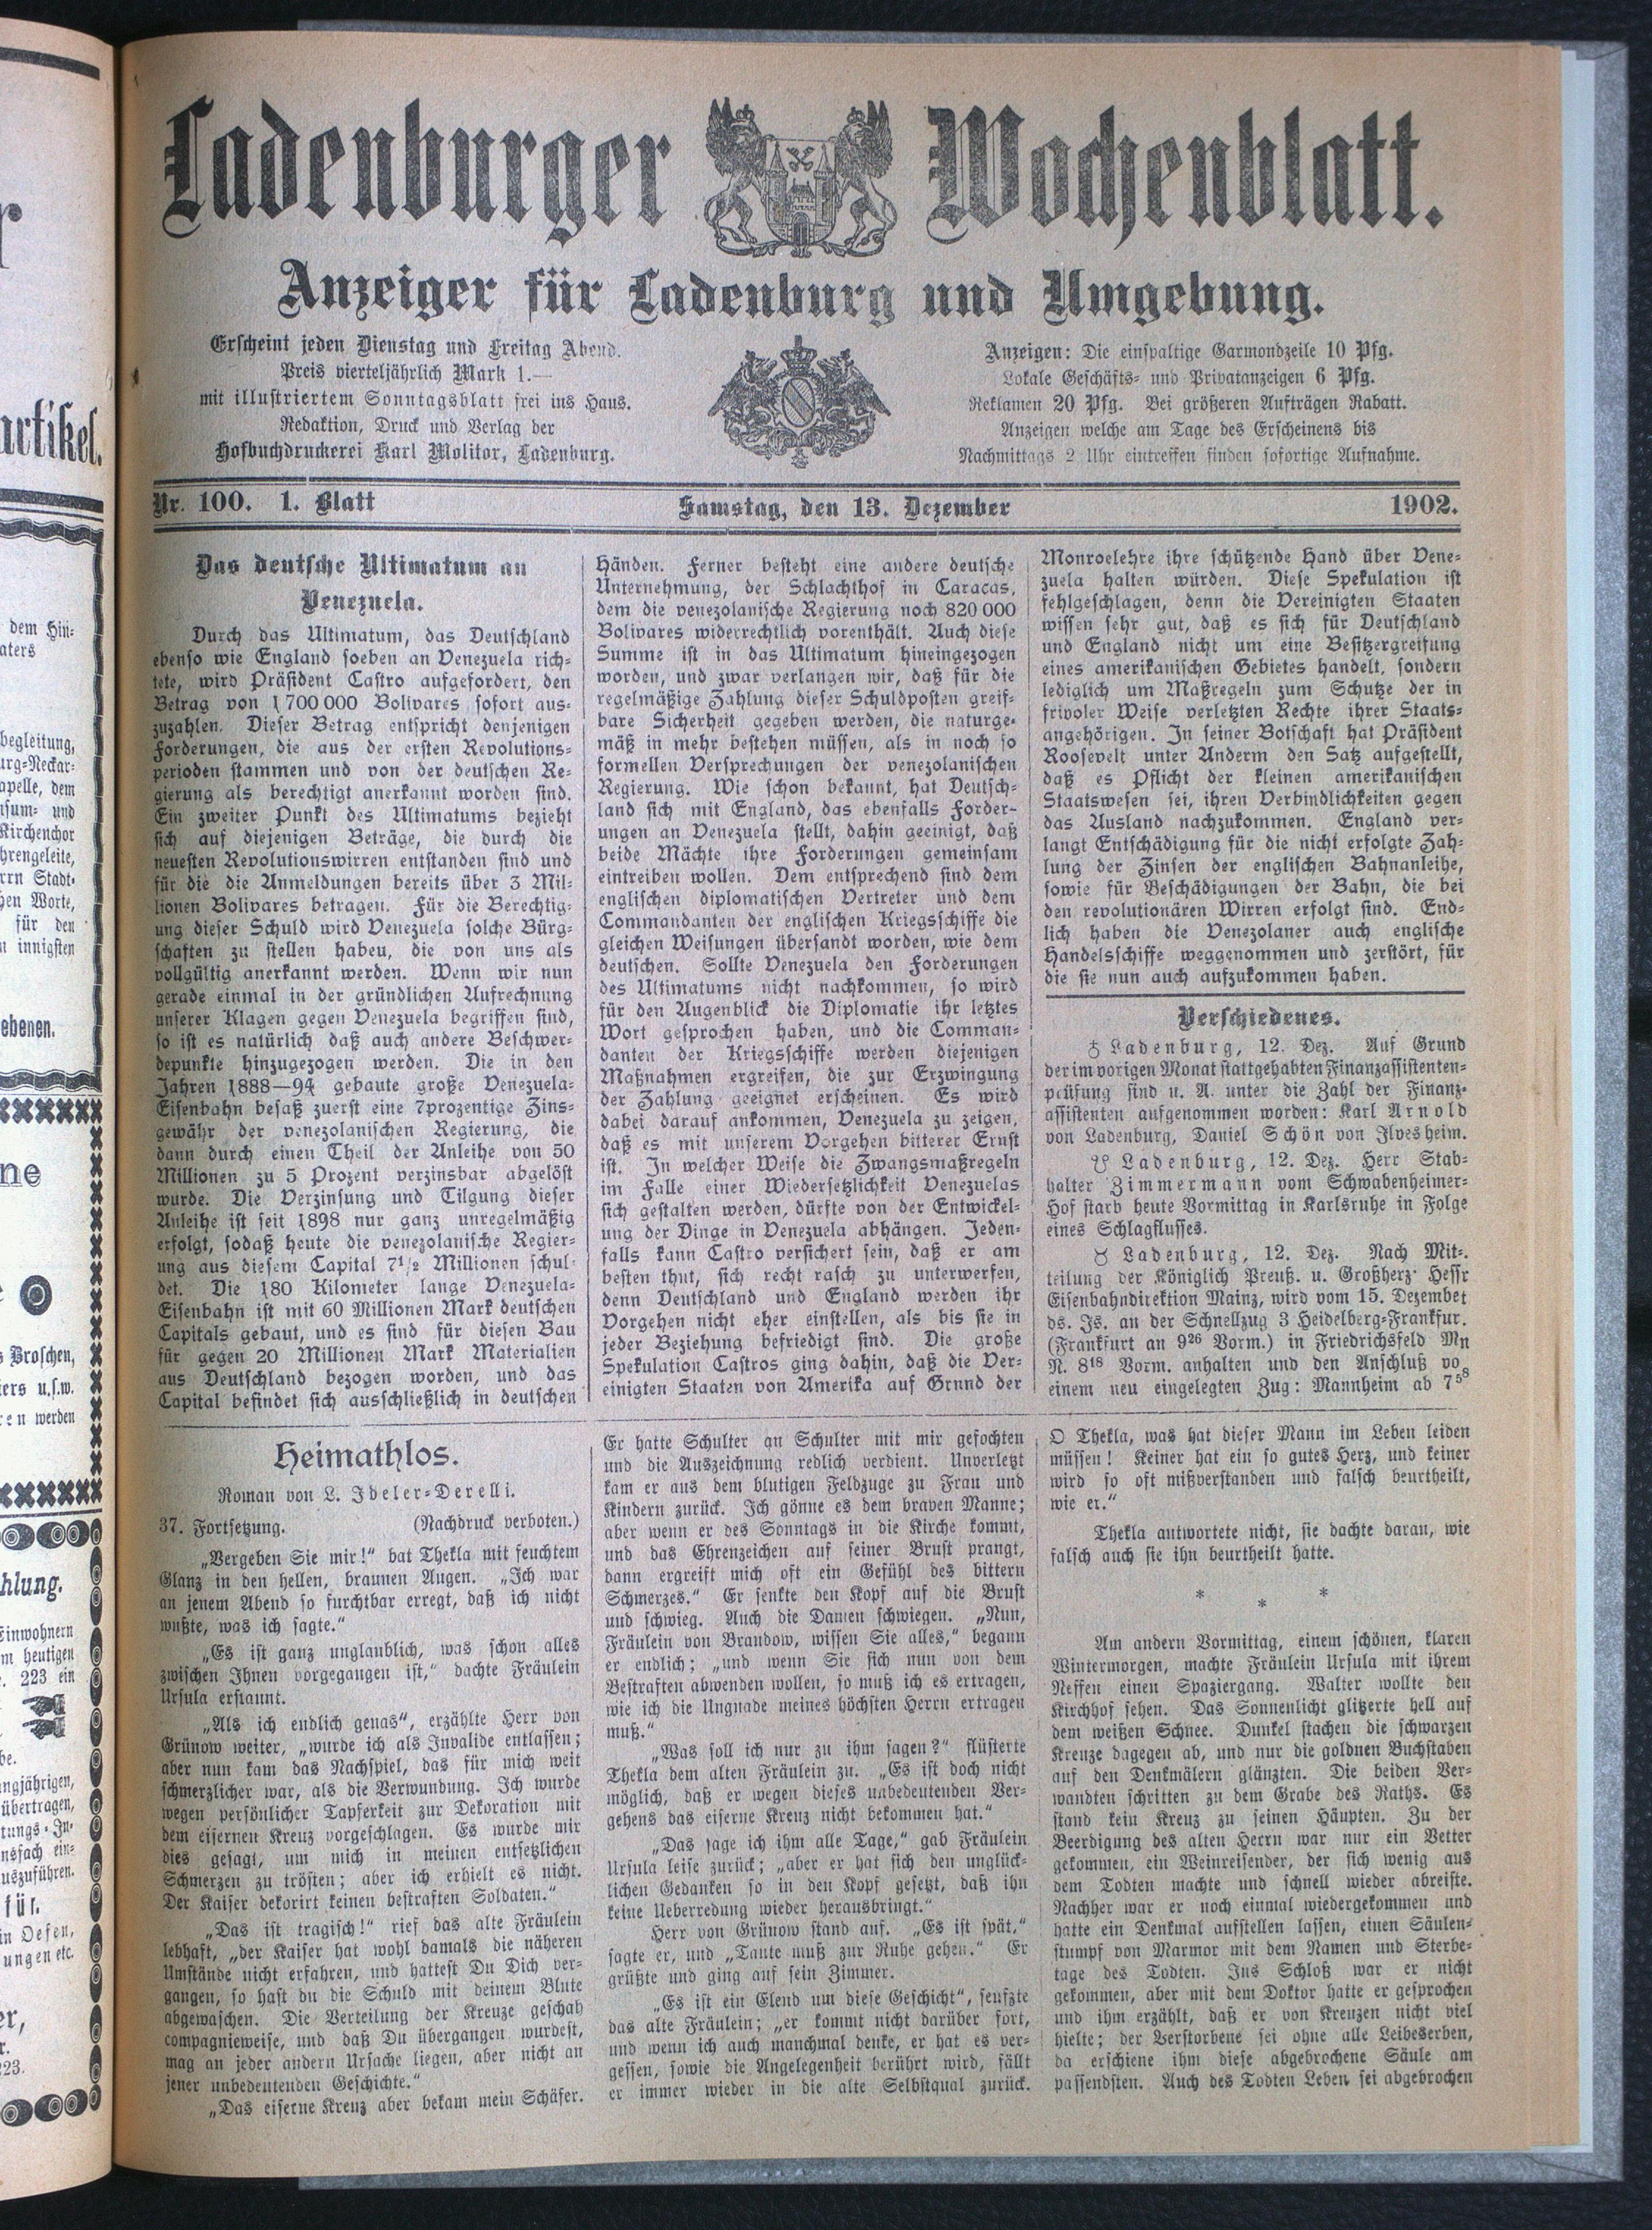 Ladenburger Wochenblatt.
Anzeiger für Ladenburg und Umgebung.
Erscheint jeden Dienstag und Freitag Abend.
Preis vierteljährlich Mark 1.—
mit illustriertem Sonntagsblatt frei ins Haus.
Redaktion, Druck und Verlag der
Hofbuchdruckerei Karl Molitor, Ladenburg.
Anzeigen: Die einspaltige Garmondzeile 10 Pfg.
Lokale Geschäfts- und Privatanzeigen 6 Pfg.
Reklamen 20 Pfg. Bei größeren Aufträgen Rabatt.
Anzeigen welche am Tage des Erscheinens bis
Nachmittags 2 Uhr eintreffen finden sofortige Aufnahme.
Nr. 100. 1. Blatt Samstag, den 13. Dezember 1902.
Das deutsche Ultimatum an
Venezuela.
Durch das Ultimatum, das Deutschland
ebenso wie England soeben an Venezuela rich-
tete, wird Präsident Castro aufgefordert, den
Betrag von 1 700 000 Bolivares sofort aus-
zuzahlen. Dieser Betrag entspricht denjenigen
Forderungen, die aus der ersten Revolutions-
perioden stammen und von der deutschen Re-
gierung als berechtigt anerkannt worden sind.
Ein zweiter Punkt des Ultimatums bezieht
sich auf diejenigen Beträge, die durch die
neuesten Revolutionswirren entstanden sind und
für die die Anmeldungen bereits über 3 Mil-
lionen Bolivares betragen. Für die Berechtig-
ung dieser Schuld wird Venezuela solche Bürg-
schaften zu stellen habeu, die von uns als
vollgültig anerkannt werden. Wenn wir nun
gerade einmal in der gründlichen Aufrechnung
unserer Klagen gegen Venezuela begriffen sind,
so ist es natürlich daß auch andere Beschwer-
depunkte hinzugezogen werden. Die in den
Jahren 1888—94 gebaute große Venezuela-
Eisenbahn besaß zuerst eine 7prozentige Zins-
gewähr der venezolanischen Regierung, die
dann durch einen Theil der Anleihe von 50
Millionen zu 5 Prozent verzinsbar abgelöst
wurde. Die Verzinsung und Tilgung dieser
Anleihe ist seit 1898 nur ganz unregelmäßig
erfolgt, sodaß heute die venezolanische Regier-
ung aus diesem Capital 7½ Millionen schul-
det. Die 180 Kilometer lange Venezuela-
Eisenbahn ist mit 60 Millionen Mark deutschen
Capitals gebaut, und es sind für diesen Bau
für gegen 20 Millionen Mark Materialien
aus Deutschland bezogen worden, und das
Capital befindet sich ausschließlich in deutschen
Händen. Ferner besteht eine andere deutsche
Unternehmung, der Schlachthof in Caracas,
dem die venezolanische Regierung noch 820 000
Bolivares widerrechtlich vorenthält. Auch diese
Summe ist in das Ultimatum hineingezogen
worden, und zwar verlangen wir, daß für die
regelmäßige Zahlung dieser Schuldposten greif-
bare Sicherheit gegeben werden, die naturge-
mäß in mehr bestehen müssen, als in noch so
formellen Versprechungen der venezolanischen
Regierung. Wie schon bekannt, hat Deutsch-
land sich mit England, das ebenfalls Forder-
ungen an Venezuela stellt, dahin geeinigt, daß
beide Mächte ihre Forderungen gemeinsam
eintreiben wollen. Dem entsprechend sind dem
englischen diplomatischen Vertreter und dem
Commandanten der englischen Kriegsschiffe die
gleichen Weisungen übersandt worden, wie dem
deutschen. Sollte Venezuela den Forderungen
des Ultimatums nicht nachkommen, so wird
für den Augenblick die Diplomatie ihr letztes
Wort gesprochen haben, und die Comman-
danten der Kriegsschiffe werden diejenigen
Maßnahmen ergreifen, die zur Erzwingung
der Zahlung geeignet erscheinen. Es wird
dabei darauf ankommen, Venezuela zu zeigen,
daß es mit unserem Vorgehen bitterer Ernst
ist. In welcher Weise die Zwangsmaßregeln
im Falle einer Wiedersetzlichkeit Venezuelas
sich gestalten werden, dürfte von der Entwickel-
ung der Dinge in Venezuela abhängen. Jeden-
falls kann Castro versichert sein, daß er am
besten thut, sich recht rasch zu unterwerfen,
denn Deutschland und England werden ihr
Vorgehen nicht eher einstellen, als bis sie in
jeder Beziehung befriedigt sind. Die große
Spekulation Castros ging dahin, daß die Ver-
einigten Staaten von Amerika auf Grund der
Monroelehre ihre schützende Hand über Vene-
zuela halten würden. Diese Spekulation ist
fehlgeschlagen, denn die Vereinigten Staaten
wissen sehr gut, daß es sich für Deutschland
und England nicht um eine Besitzergreifung
eines amerikanischen Gebietes handelt, sondern
lediglich um Maßregeln zum Schutze der in
frivoler Weise verletzten Rechte ihrer Staats-
angehörigen. In seiner Botschaft hat Präsident
Roosevelt unter Anderm den Satz aufgestellt,
daß es Pflicht der kleinen amerikanischen
Staatswesen sei, ihren Verbindlichkeiten gegen
das Ausland nachzukommen. England ver-
langt Entschädigung für die nicht erfolgte Zah-
lung der Zinsen der englischen Bahnanleihe,
sowie für Beschädigungen der Bahn, die bei
den revolutionären Wirren erfolgt sind. End-
lich haben die Venezolaner auch englische
Handelsschiffe weggenommen und zerstört, für
die sie nun auch aufzukommen haben.
Verschiedenes.
♁ Ladenburg, 12. Dez. Auf Grund
der im vorigen Monat stattgehabten Finanzassistenten-
prüfung sind u. A. unter die Zahl der Finanz-
assistenten aufgenommen worden: Karl Arnold
von Ladenburg, Daniel Schön von Ilvesheim.
Ladenburg, 12. Dez. Herr Stab-
halter Zimmermann vom Schwabenheimer-
Hof starb heute Vormittag in Karlsruhe in Folge
eines Schlagflusses.
♉ Ladenburg, 12. Dez. Nach Mit-
teilung der Königlich Preuß. u. Großherz Hessr
Eisenbahndirektion Mainz, wird vom 15. Dezembet
ds. Js. an der Schnellzug 3 Heidelberg-Frankfur.
(Frankfurt an 9²⁶ Vorm.) in Friedrichsfeld Mn
N. 8¹⁸ Vorm. anhalten und den Anschluß vo
einem neu eingelegten Zug: Mannheim ab 7⁵⁸
Heimathlos.
Roman von L. Ideler-Derelli.
37. Fortsetzung. (Nachdruck verboten.)
„Vergeben Sie mir!“ bat Thekla mit feuchtem
Glanz in den hellen, braunen Augen. „Ich war
an jenem Abend so furchtbar erregt, daß ich nicht
wußte, was ich sagte.“
„Es ist ganz unglaublich, was schon alles
zwischen Ihnen vorgegangen ist,“ dachte Fräulein
Ursula erstaunt.
„Als ich endlich genas“, erzählte Herr von
Grünow weiter, „wurde ich als Invalide entlassen;
aber nun kam das Nachspiel, das für mich weit
schmerzlicher war, als die Verwundung. Ich wurde
wegen persönlicher Tapferkeit zur Dekoration mit
dem eisernen Kreuz vorgeschlagen. Es wurde mir
dies gesagt, um mich in meinen entsetzlichen
Schmerzen zu trösten; aber ich erhielt es nicht.
Der Kaiser dekorirt keinen bestraften Soldaten.“
„Das ist tragisch!“ rief das alte Fräulein
lebhaft, „der Kaiser hat wohl damals die näheren
Umstände nicht erfahren, und hattest Du Dich ver-
gangen, so hast du die Schuld mit deinem Blute
abgewaschen. Die Verteilung der Kreuze geschah
compagnieweise, und daß Du übergangen wurdest,
mag an jeder andern Ursache liegen, aber nicht an
jener unbedeutenden Geschichte.“
„Das eiserne Kreuz aber bekam mein Schäfer.
Er hatte Schulter an Schulter mit mir gefochten
und die Auszeichnung redlich verdient. Unverletzt
kam er aus dem blutigen Feldzuge zu Frau und
Kindern zurück. Ich gönne es dem braven Manne;
aber wenn er des Sonntags in die Kirche kommt,
und das Ehrenzeichen auf seiner Brust prangt,
dann ergreift mich oft ein Gefühl des bittern
Schmerzes.“ Er senkte den Kopf auf die Brust
und schwieg. Auch die Damen schwiegen. „Nun,
Fräulein von Brandow, wissen Sie alles,“ begann
er endlich; „und wenn Sie sich nun von dem
Bestraften abwenden wollen, so muß ich es ertragen,
wie ich die Ungnade meines höchsten Herrn ertragen
muß.“
„Was soll ich nur zu ihm sagen?“ flüsterte
Thekla dem alten Fräulein zu. „Es ist doch nicht
möglich, daß er wegen dieses unbedeutenden Ver-
gehens das eiserne Kreuz nicht bekommen hat.“
„Das sage ich ihm alle Tage,“ gab Fräulein
Ursula leise zurück; „aber er hat sich den unglück-
lichen Gedanken so in den Kopf gesetzt, daß ihn
keine Ueberredung wieder herausbringt.“
Herr von Grünow stand auf. „Es ist spät,“
sagte er, und „Tante muß zur Ruhe gehen.“ Er
grüßte und ging auf sein Zimmer.
„Es ist ein Elend um diese Geschicht“, seufzte
das alte Fräulein; „er kommt nicht darüber fort,
und wenn ich auch manchmal denke, er hat es ver-
gessen, sowie die Angelegenheit berührt wird, fällt
er immer wieder in die alte Selbstqual zurück.
O Thekla, was hat dieser Mann im Leben leiden
müssen! Keiner hat ein so gutes Herz, und keiner
wird so oft mißverstanden und falsch beurtheilt,
wie er.“
Thekla antwortete nicht, sie dachte daran, wie
falsch auch sie ihn beurtheilt hatte.
* * *
Am andern Vormittag, einem schönen, klaren
Wintermorgen, machte Fräulein Ursula mit ihrem
Neffen einen Spaziergang. Walter wollte den
Kirchhof sehen. Das Sonnenlicht glitzerte hell auf
dem weißen Schnee. Dunkel stachen die schwarzen
Kreuze dagegen ab, und nur die goldnen Buchstaben
auf den Denkmälern glänzten. Die beiden Ver-
wandten schritten zu dem Grabe des Raths. Es
stand kein Kreuz zu seinen Häupten. Zu der
Beerdigung des alten Herrn war nur ein Vetter
gekommen, ein Weinreisender, der sich wenig aus
dem Todten machte und schnell wieder abreiste.
Nachher war er noch einmal wiedergekommen und
hatte ein Denkmal aufstellen lassen, einen Säulen-
stumpf von Marmor mit dem Namen und Sterbe-
tage des Todten. Ins Schloß war er nicht
gekommen, aber mit dem Doktor hatte er gesprochen
und ihm erzählt, daß er von Kreuzen nicht viel
hielte; der Verstorbene sei ohne alle Leibeserben,
da erschiene ihm diese abgebrochene Säule am
passendsten. Auch des Todten Leben sei abgebrochen